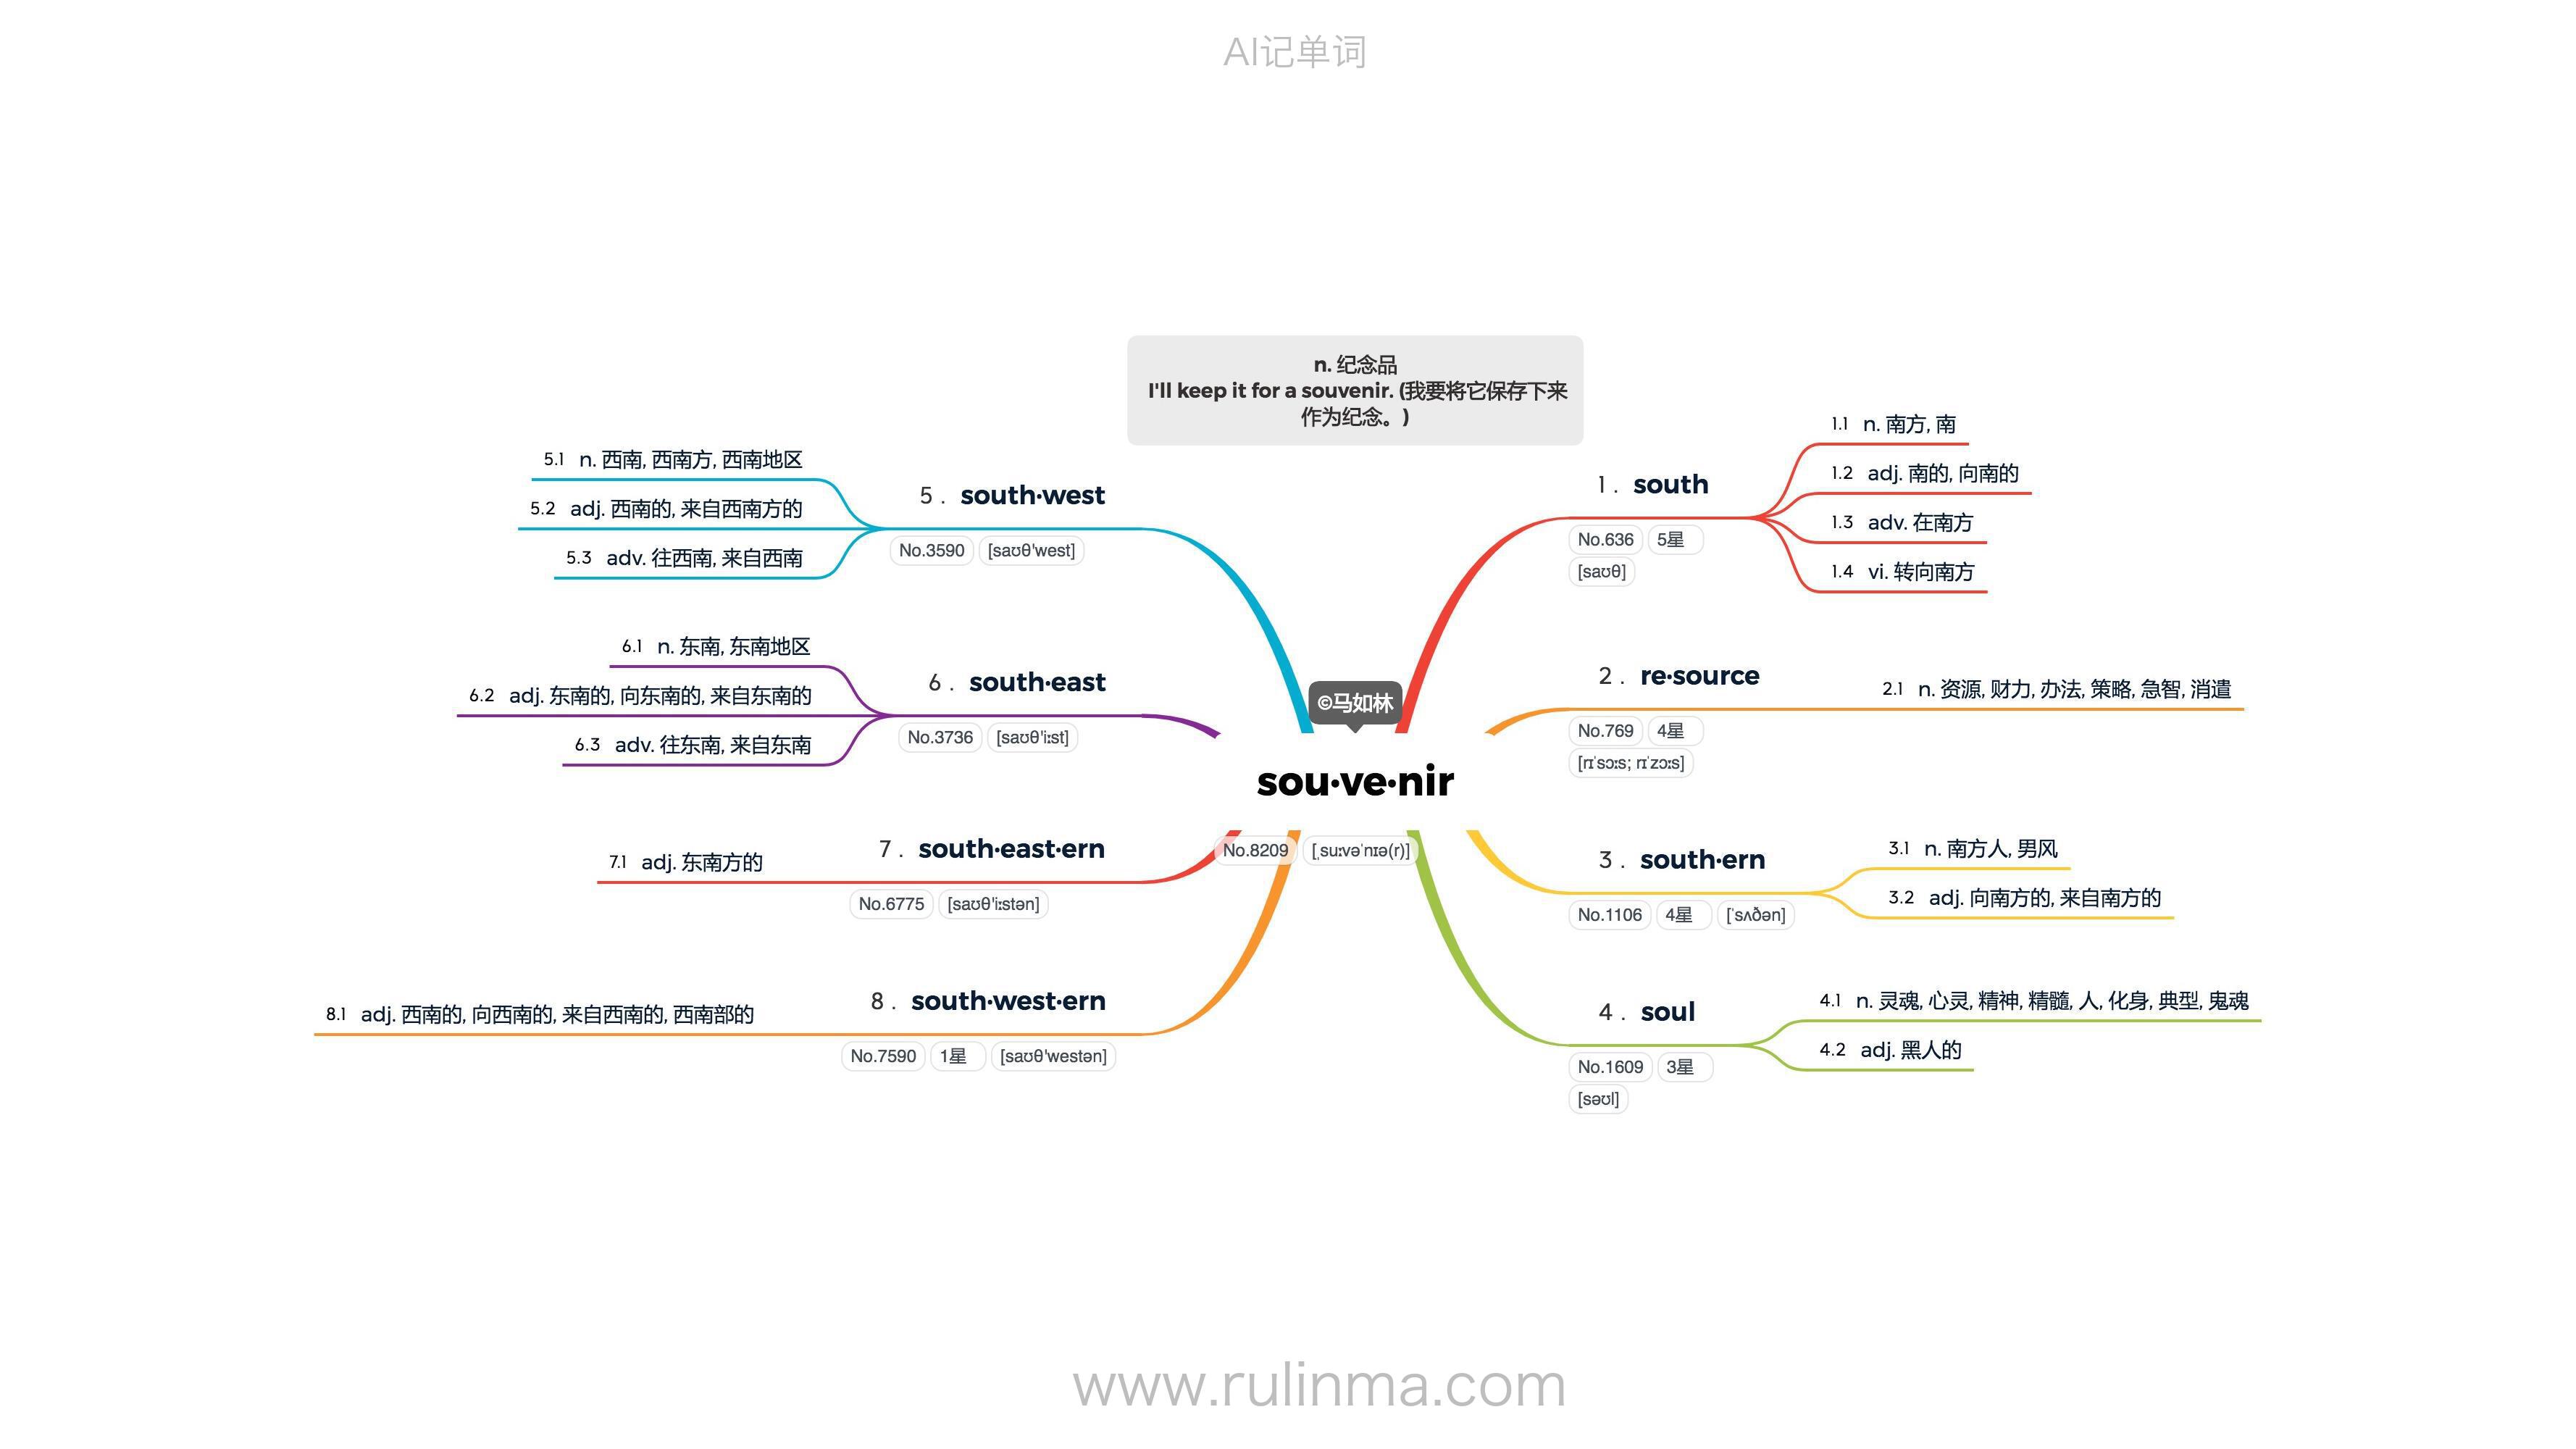 AI记单词
n. 纪念品
I'll keep it for a souvenir. (我要将它保存下来
作为纪念。)
©马如林
sou·ve·nir
No.8209 [ˌsuːvəˈnɪə(r)]
1. south
No.636 5星
[saʊθ]
1.1 n. 南方, 南
1.2 adj. 南的, 向南的
1.3 adv. 在南方
1.4 vi. 转向南方
2. re·source
No.769 4星
[rɪˈsɔːs; rɪˈzɔːs]
2.1 n. 资源, 财力, 办法, 策略, 急智, 消遣
3. south·ern
No.1106 4星 [ˈsʌðən]
3.1 n. 南方人, 男风
3.2 adj. 向南方的, 来自南方的
4. soul
No.1609 3星
[səʊl]
4.1 n. 灵魂, 心灵, 精神, 精髓, 人, 化身, 典型, 鬼魂
4.2 adj. 黑人的
5. south·west
No.3590 [saʊθ'west]
5.1 n. 西南, 西南方, 西南地区
5.2 adj. 西南的, 来自西南方的
5.3 adv. 往西南, 来自西南
6. south·east
No.3736 [saʊθ'iːst]
6.1 n. 东南, 东南地区
6.2 adj. 东南的, 向东南的, 来自东南的
6.3 adv. 往东南, 来自东南
7. south·east·ern
No.6775 [saʊθ'iːstən]
7.1 adj. 东南方的
8. south·west·ern
No.7590 1星 [saʊθ'westən]
8.1 adj. 西南的, 向西南的, 来自西南的, 西南部的
www.rulinma.com